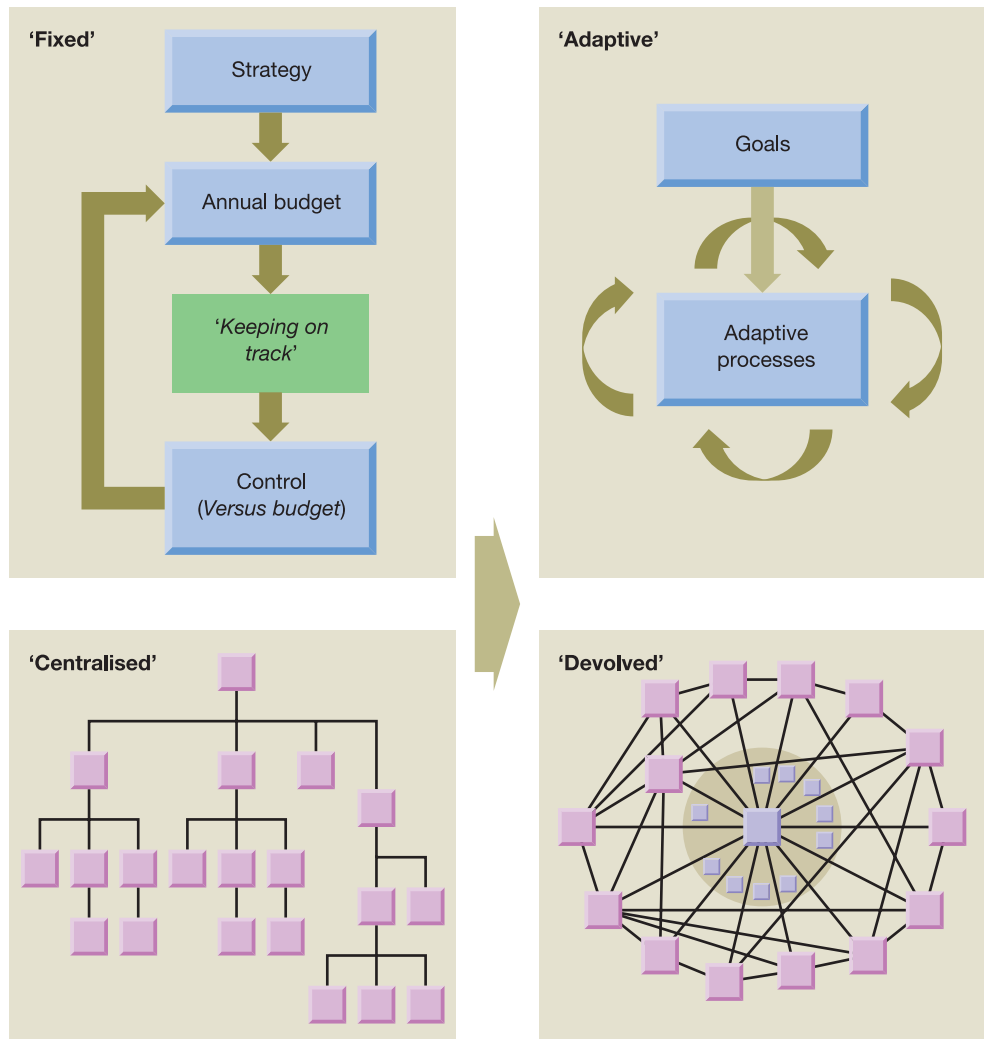 ‘Fixed’
Strategy
Annual budget
‘Keeping on
track’
Control
(Versus budget)
‘Adaptive’
Goals
Adaptive
processes
‘Centralised’
‘Devolved’